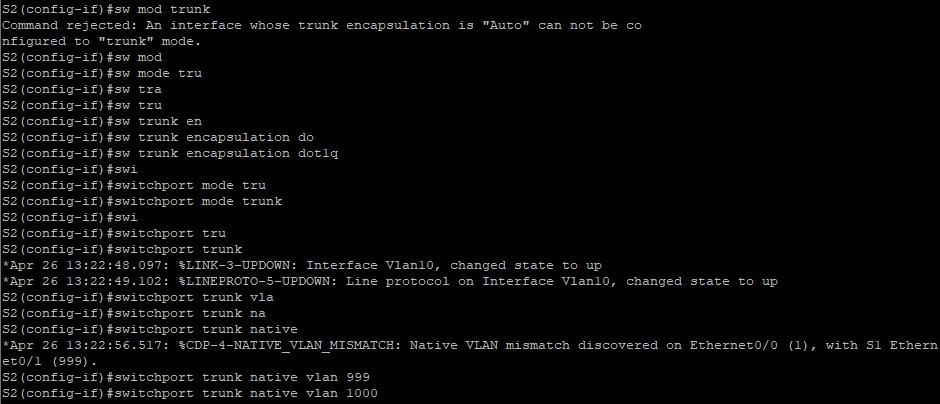 S2(config-if)#sw mod trunk
Command rejected: An interface whose trunk encapsulation is "Auto" can not be co
nfigured to "trunk" mode.
S2(config-if)#sw mod
S2(config-if)#sw mode tru
S2(config-if)#sw tra
S2(config-if)#sw tru
S2(config-if)#sw trunk en
S2(config-if)#sw trunk encapsulation do
S2(config-if)#sw trunk encapsulation dot1q
S2(config-if)#swi
S2(config-if)#switchport mode tru
S2(config-if)#switchport mode trunk
S2(config-if)#swi
S2(config-if)#switchport tru
S2(config-if)#switchport trunk
*Apr 26 13:22:48.097: %LINK-3-UPDOWN: Interface Vlan10, changed state to up
*Apr 26 13:22:49.102: %LINEPROTO-5-UPDOWN: Line protocol on Interface Vlan10, changed state to up
S2(config-if)#switchport trunk vla
S2(config-if)#switchport trunk na
S2(config-if)#switchport trunk native
*Apr 26 13:22:56.517: %CDP-4-NATIVE_VLAN_MISMATCH: Native VLAN mismatch discovered on Ethernet0/0 (1), with S1 Ethern
et0/1 (999).
S2(config-if)#switchport trunk native vlan 999
S2(config-if)#switchport trunk native vlan 1000